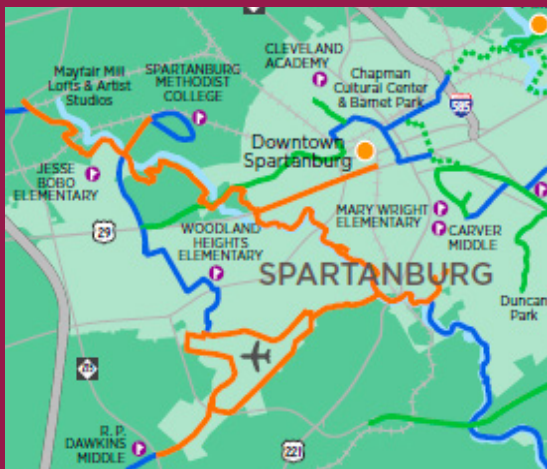 CLEVELAND
ACADEMY
Mayfair Mill
Lofts & Artist
Studios
SPARTANBURG
METHODIST
COLLEGE
Chapman
Cultural Center
& Barnet Park
585
Downtown
Spartanburg
JESSE
BOBO
ELEMENTARY
29
WOODLAND
HEIGHTS
ELEMENTARY
MARY WRIGHT
ELEMENTARY
CARVER
MIDDLE
SPARTANBURG
Duncan
Park
R. P.
DAWKINS
MIDDLE
221